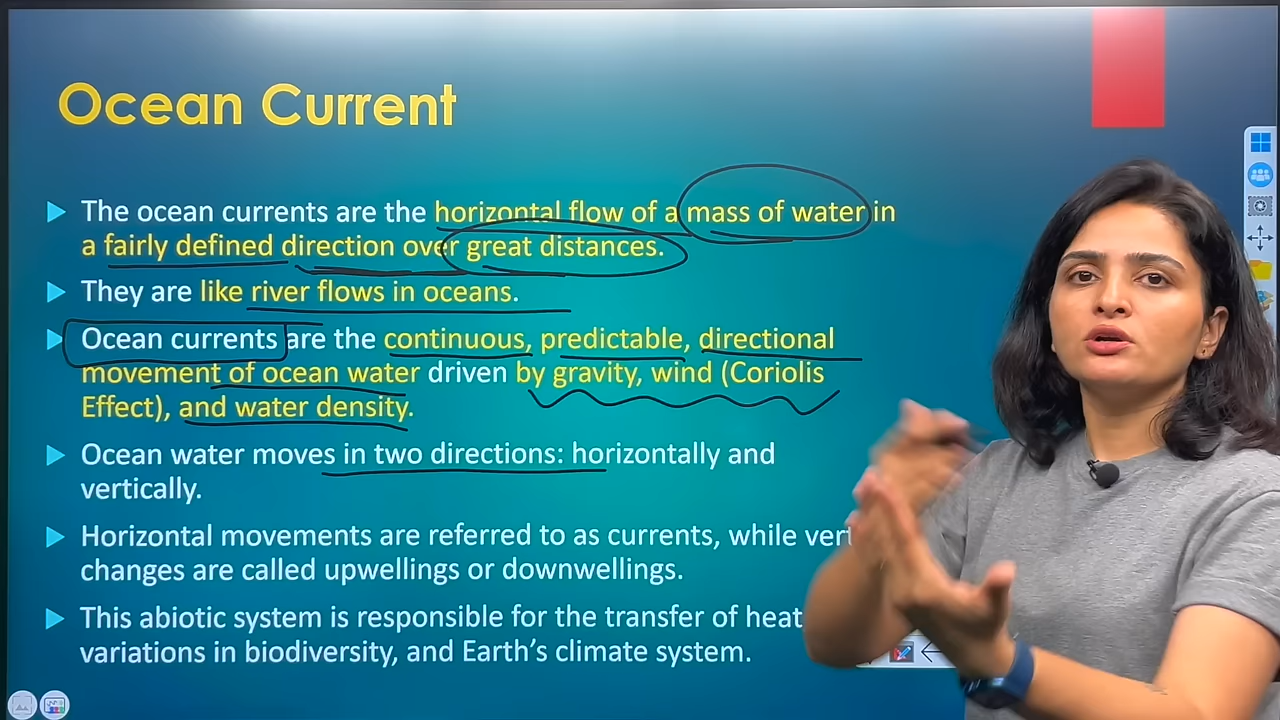 Ocean Current
The ocean currents are the horizontal flow of a mass of water in
a fairly defined direction over great distances.
They are like river flows in oceans.
Ocean currents are the continuous, predictable, directional
movement of ocean water driven by gravity, wind (Coriolis
Effect), and water density.
Ocean water moves in two directions: horizontally and
vertically.
Horizontal movements are referred to as currents, while
changes are called upwellings or downwellings.
This abiotic system is responsible for the transfer of heat
variations in biodiversity, and Earth's climate system.